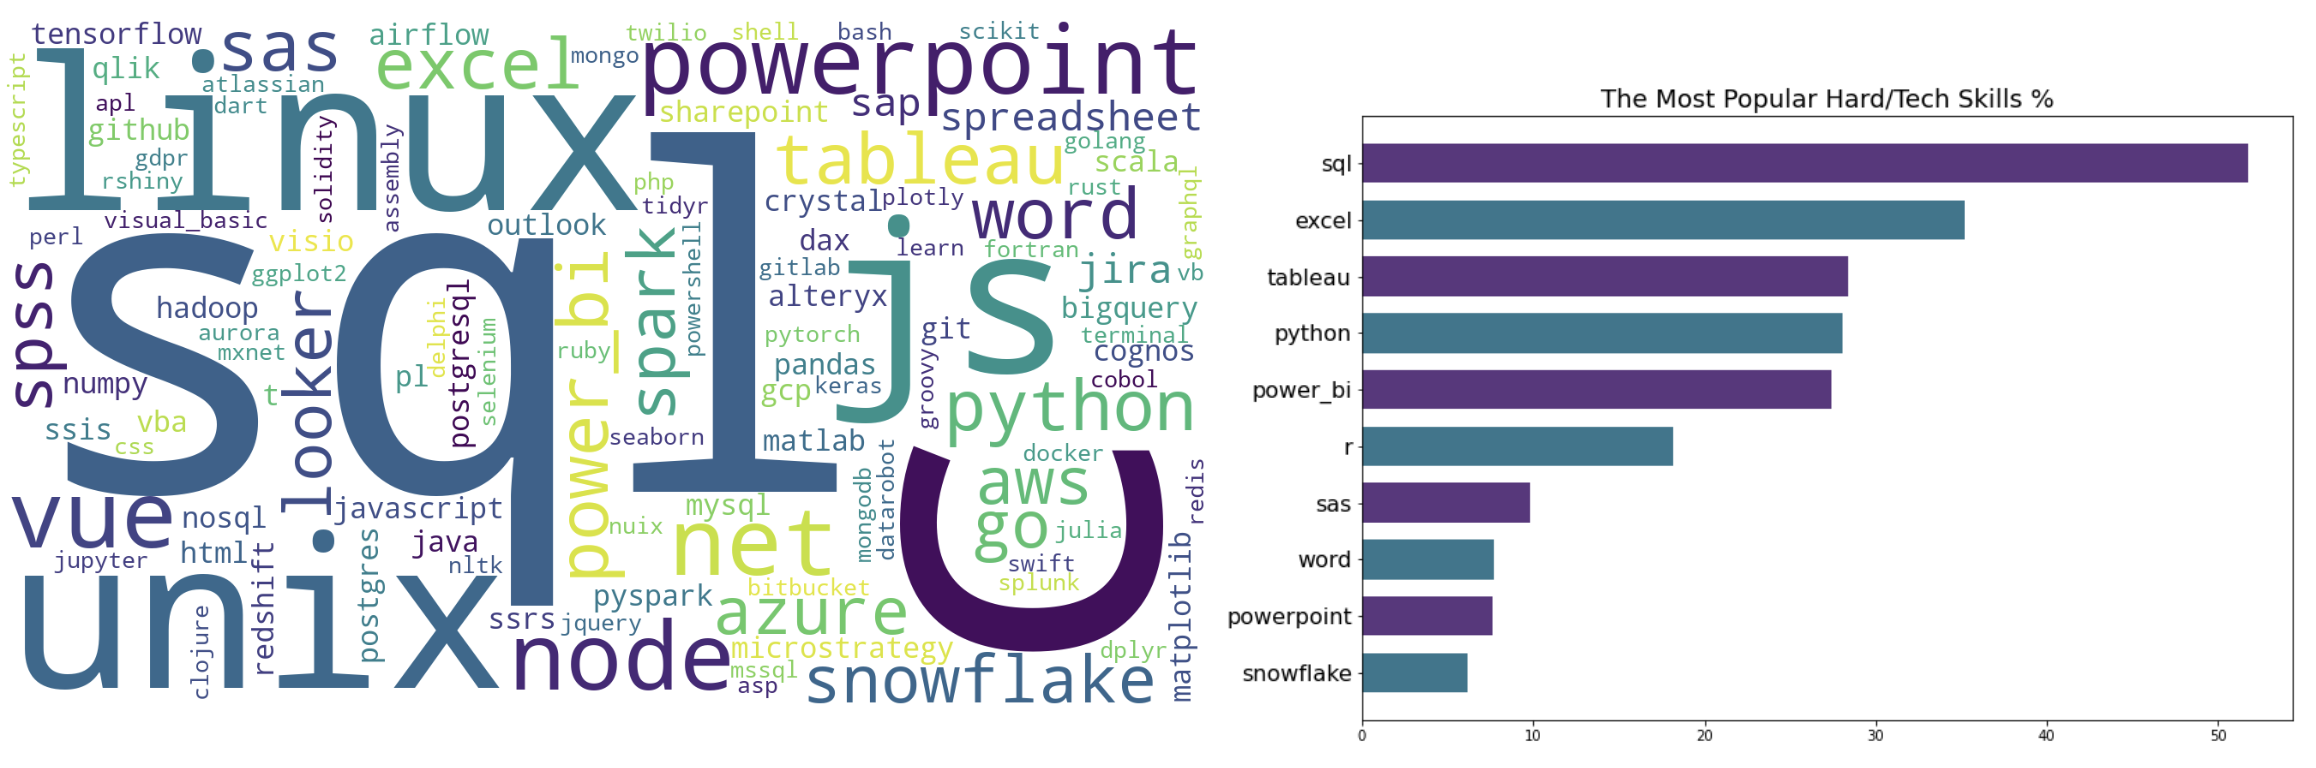 tensorflow
sas
airflow
excel
mongo
twilio
shell
bash
scikit
powerpoint
typescript
qlik
atlassian
apl
dart
linux
github
gdpr
rshiny
solidity
assembly
sharepoint
sap
spreadsheet
tableau
golang
scala
php
rust
graphql
visual_basic
tidyr
crystal
plotly
word
perl
visio
outlook
dax
learn
fortran
spss
ggplot2
power_bi
spark
powershell
gitlab
jira
vb
hadoop
looker
sql
js
alteryx
bigquery
aurora
delphi
postgresql
selenium
mxnet
ruby
pytorch
git
groovy
terminal
cognos
numpy
t
pl
pandas
gcp
keras
cobol
python
ssis
vba
css
seaborn
matlab
docker
vue
nosql
javascript
mysql
mongodb
datarobot
aws
redis
jupyter
html
java
nuix
net
go
julia
nltk
swift
splunk
c
unix
clojure
redshift
postgres
pyspark
bitbucket
azure
matplotlib
ssrs
jquery
node
microstrategy
mssql
asp
snowflake
dplyr
The Most Popular Hard/Tech Skills %
sql
excel
tableau
python
power_bi
r
sas
word
powerpoint
snowflake
0 10 20 30 40 50